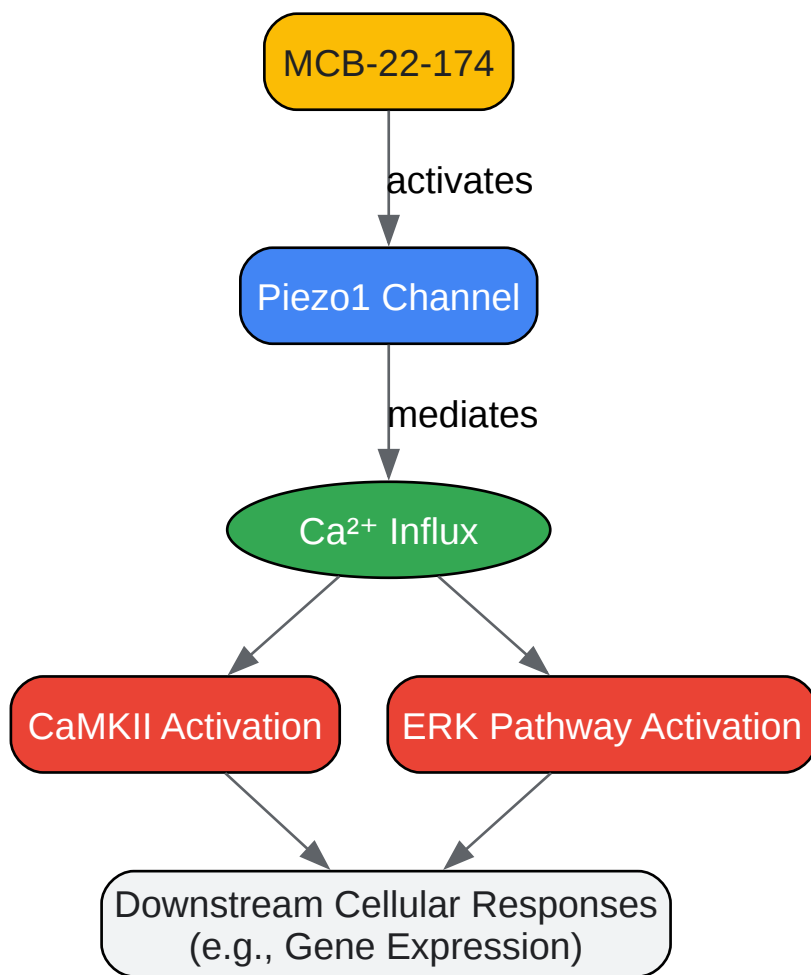 MCB-22-174
activates
Piezo1 Channel
mediates
Ca²⁺ Influx
CaMKII Activation
ERK Pathway Activation
Downstream Cellular Responses
(e.g., Gene Expression)